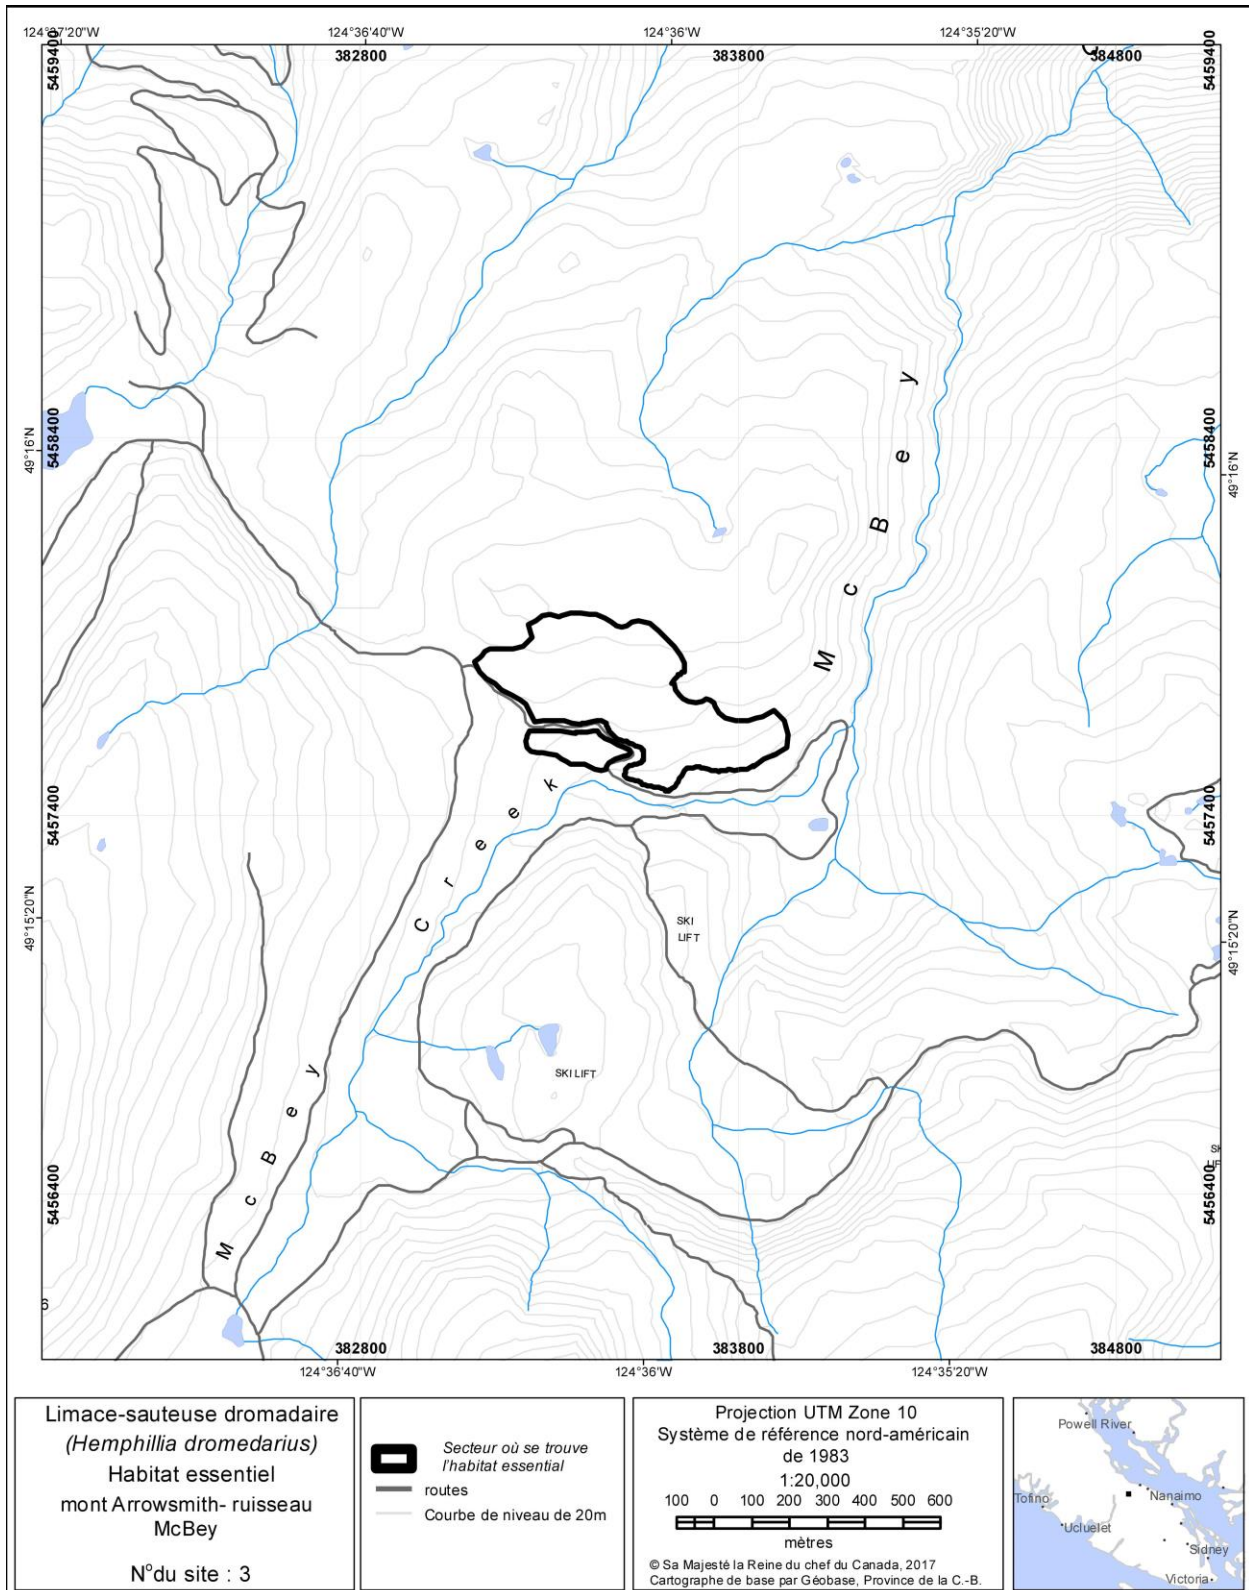 124°37'20"W 124°36'40"W 124°36'W 124°35'20"W
382800 383800 384800
5459400 5459400
49°16'N 5458400 5458400 49°16'N
McBey
Creek
5457400 5457400
49°15'20"N 49°15'20"N
SKI
LIFT
SKI LIFT
McBey
5456400 5456400
382800 383800 384800
124°36'40"W 124°36'W 124°35'20"W
Limace-sauteuse dromadaire
(Hemphillia dromedarius)
Habitat essentiel
mont Arrowsmith- ruisseau
McBey
N°du site : 3
Secteur où se trouve
l'habitat essential
routes
Courbe de niveau de 20m
Projection UTM Zone 10
Système de référence nord-américain
de 1983
1:20,000
100 0 100 200 300 400 500 600
mètres
© Sa Majesté la Reine du chef du Canada, 2017
Cartographe de base par Géobase, Province de la C.-B.
Powell River
Tofino
Nanaimo
Ucluelet
Sidney
Victoria